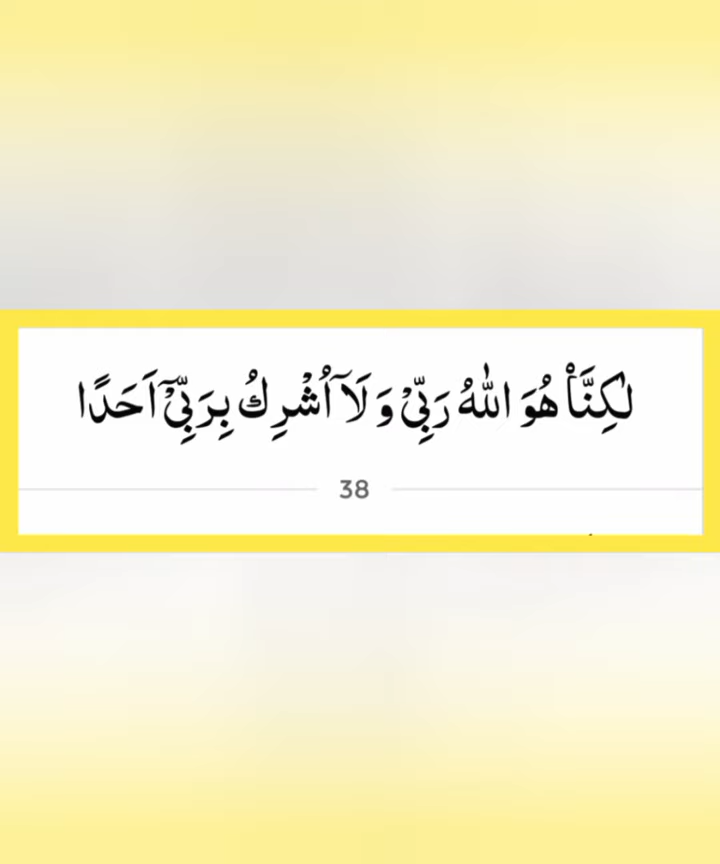 لٰكِنَّا۠ هُوَ اللّٰهُ رَبِّیْ وَ لَاۤ اُشْرِكُ بِرَبِّیْۤ اَحَدًا
38